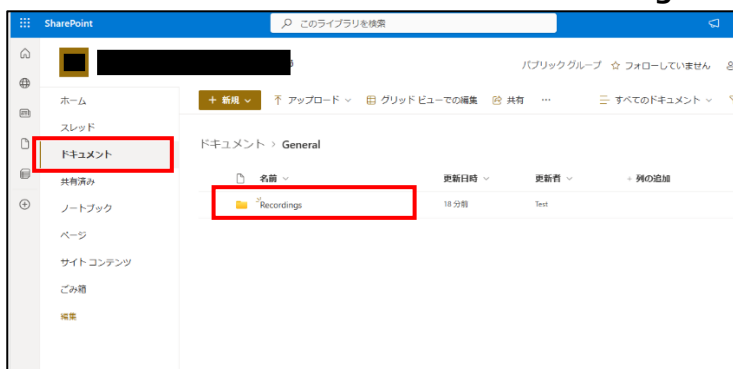 SharePoint
このライブラリを検索
パブリック グループ ☆ フォローしていません
ホーム
+ 新規 アップロード グリッド ビューでの編集 共有 … すべてのドキュメント
スレッド
ドキュメント
ドキュメント > General
共有済み
名前 更新日時 更新者 + 列の追加
ノートブック
Recordings 18 分前 Test
ページ
サイト コンテンツ
ごみ箱
編集